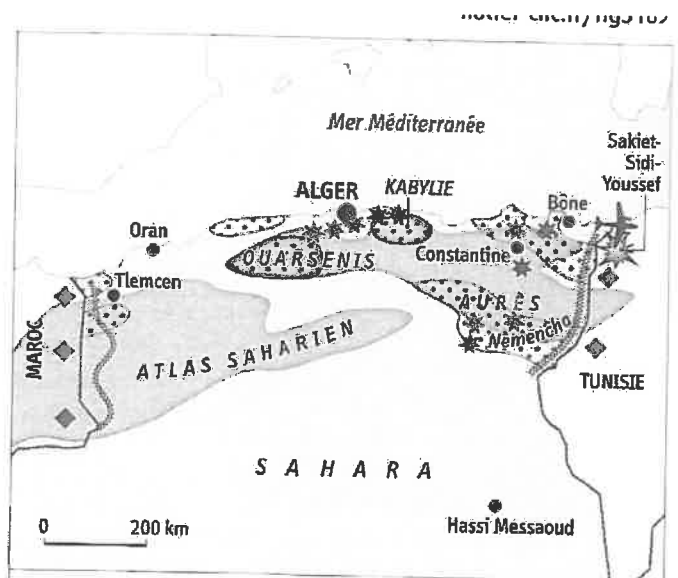 Mer Méditerranée
Sakiet-
Sidi-
Youssef
ALGER
KABYLIE
Bône
Oran
Constantine
OUARSENIS
Tlemcen
AURÈS
Nemencha
MAROC
ATLAS SAHARIEN
TUNISIE
SAHARA
0 200 km
Hassi Messaoud